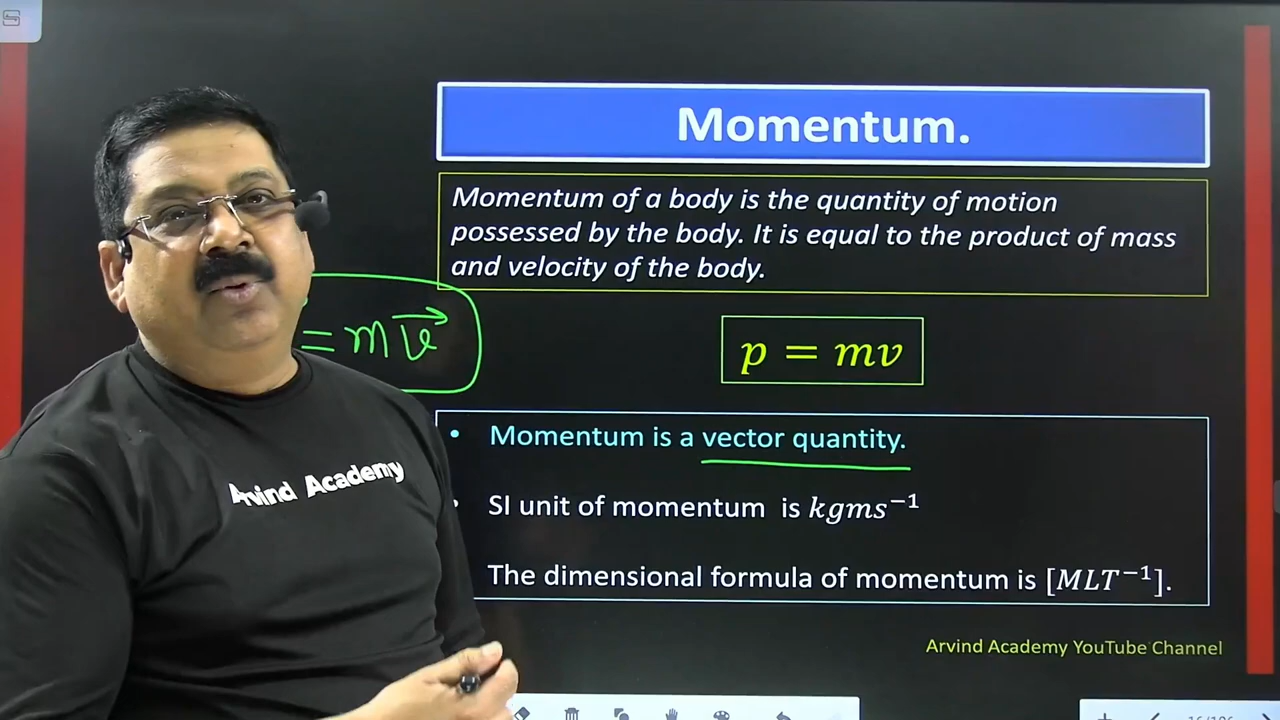 Momentum.
Momentum of a body is the quantity of motion
possessed by the body. It is equal to the product of mass
and velocity of the body.
= m v⃗
p = mv
• Momentum is a vector quantity.
• SI unit of momentum is kgms⁻¹
The dimensional formula of momentum is [MLT⁻¹].
Arvind Academy
Arvind Academy YouTube Channel